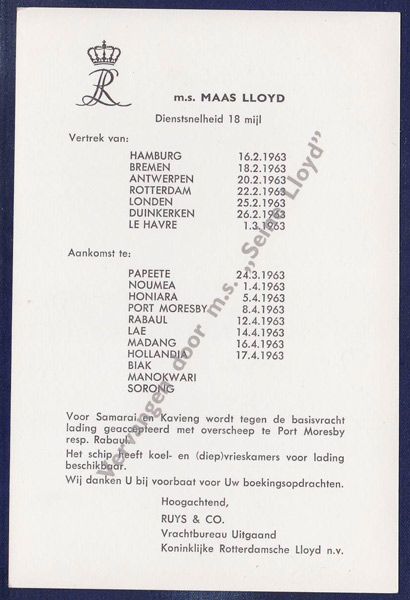 RL
m.s. MAAS LLOYD
Dienstsnelheid 18 mijl
Vertrek van:
HAMBURG 16.2.1963
BREMEN 18.2.1963
ANTWERPEN 20.2.1963
ROTTERDAM 22.2.1963
LONDEN 25.2.1963
DUINKERKEN 26.2.1963
LE HAVRE 1.3.1963
Aankomst te:
PAPEETE 24.3.1963
NOUMEA 1.4.1963
HONIARA 5.4.1963
PORT MORESBY 8.4.1963
RABAUL 12.4.1963
LAE 14.4.1963
MADANG 16.4.1963
HOLLANDIA 17.4.1963
BIAK
MANOKWARI
SORONG
Vervangen door m.s. „Seine Lloyd”
Voor Samarai en Kavieng wordt tegen de basisvracht
lading geaccepteerd met overscheep te Port Moresby
resp. Rabaul.
Het schip heeft koel- en (diep)vrieskamers voor lading
beschikbaar.
Wij danken U bij voorbaat voor Uw boekingsopdrachten.
Hoogachtend,
RUYS & CO.
Vrachtbureau Uitgaand
Koninklijke Rotterdamsche Lloyd n.v.